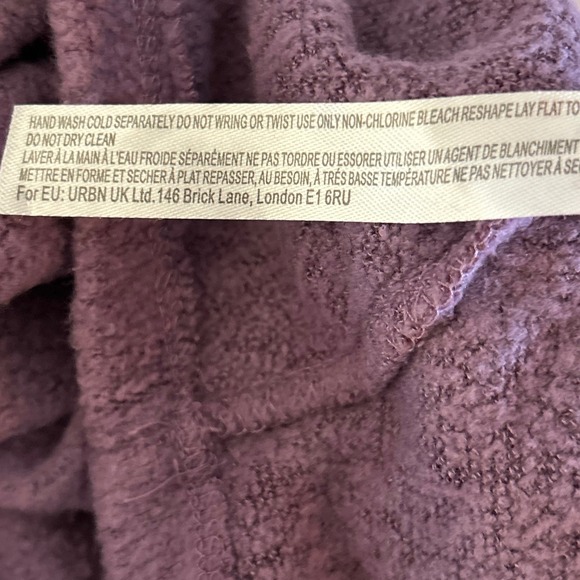 HAND WASH COLD SEPARATELY DO NOT WRING OR TWIST USE ONLY NON-CHLORINE BLEACH RESHAPE LAY FLAT TO
DO NOT DRY CLEAN
LAVER À LA MAIN À L'EAU FROIDE SÉPARÉMENT NE PAS TORDRE OU ESSORER UTILISER UN AGENT DE BLANCHIMENT
METTRE EN FORME ET SECHER À PLAT REPASSER, AU BESOIN, À TRÉS BASSE TEMPÉRATURE NE PAS NETTOYER À SE
For EU: URBN UK Ltd. 146 Brick Lane, London E1 6RU